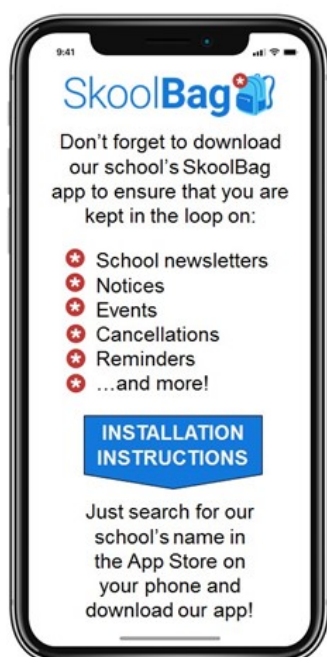 9:41
SkoolBag
Don't forget to download
our school's SkoolBag
app to ensure that you are
kept in the loop on:
School newsletters
Notices
Events
Cancellations
Reminders
...and more!
INSTALLATION
INSTRUCTIONS
Just search for our
school's name in
the App Store on
your phone and
download our app!